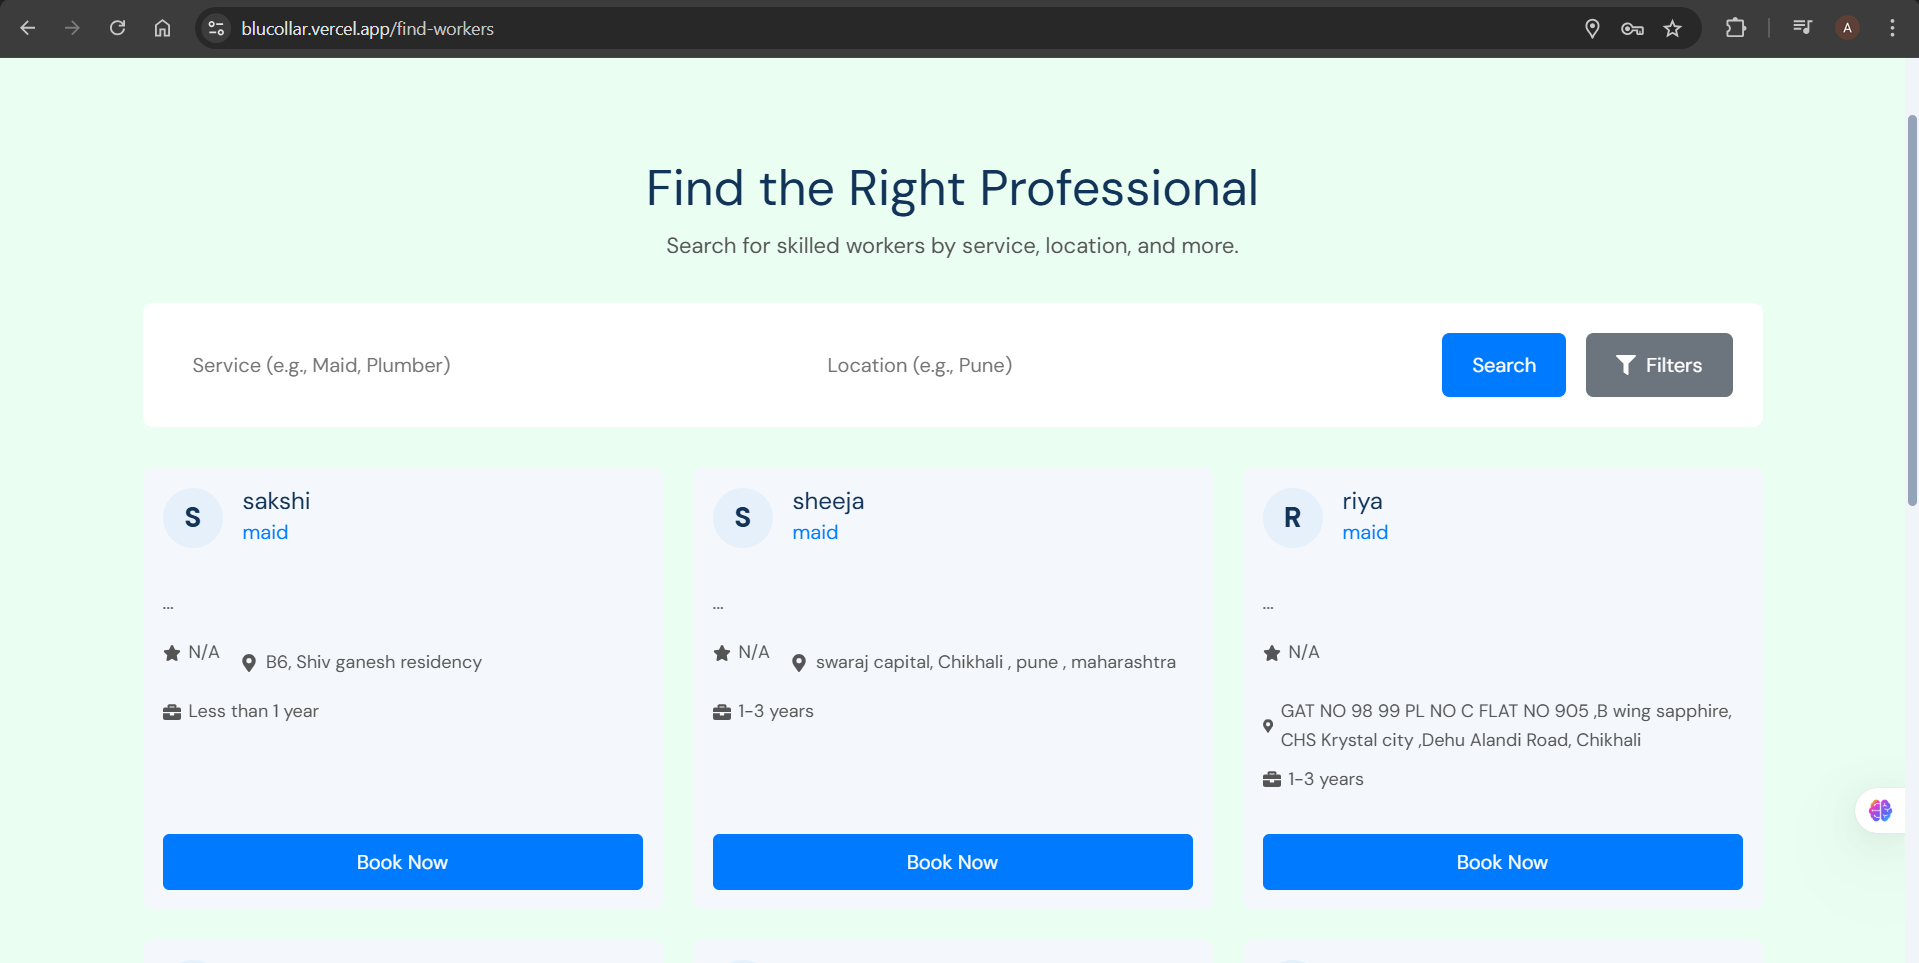 blucollar.vercel.app/find-workers
A
Find the Right Professional
Search for skilled workers by service, location, and more.
Service (e.g., Maid, Plumber)
Location (e.g., Pune)
Search
Filters
S
sakshi
maid
...
N/A
B6, Shiv ganesh residency
Less than 1 year
Book Now
S
sheeja
maid
...
N/A
swaraj capital, Chikhali , pune , maharashtra
1-3 years
Book Now
R
riya
maid
...
N/A
GAT NO 98 99 PL NO C FLAT NO 905 ,B wing sapphire,
CHS Krystal city ,Dehu Alandi Road, Chikhali
1-3 years
Book Now